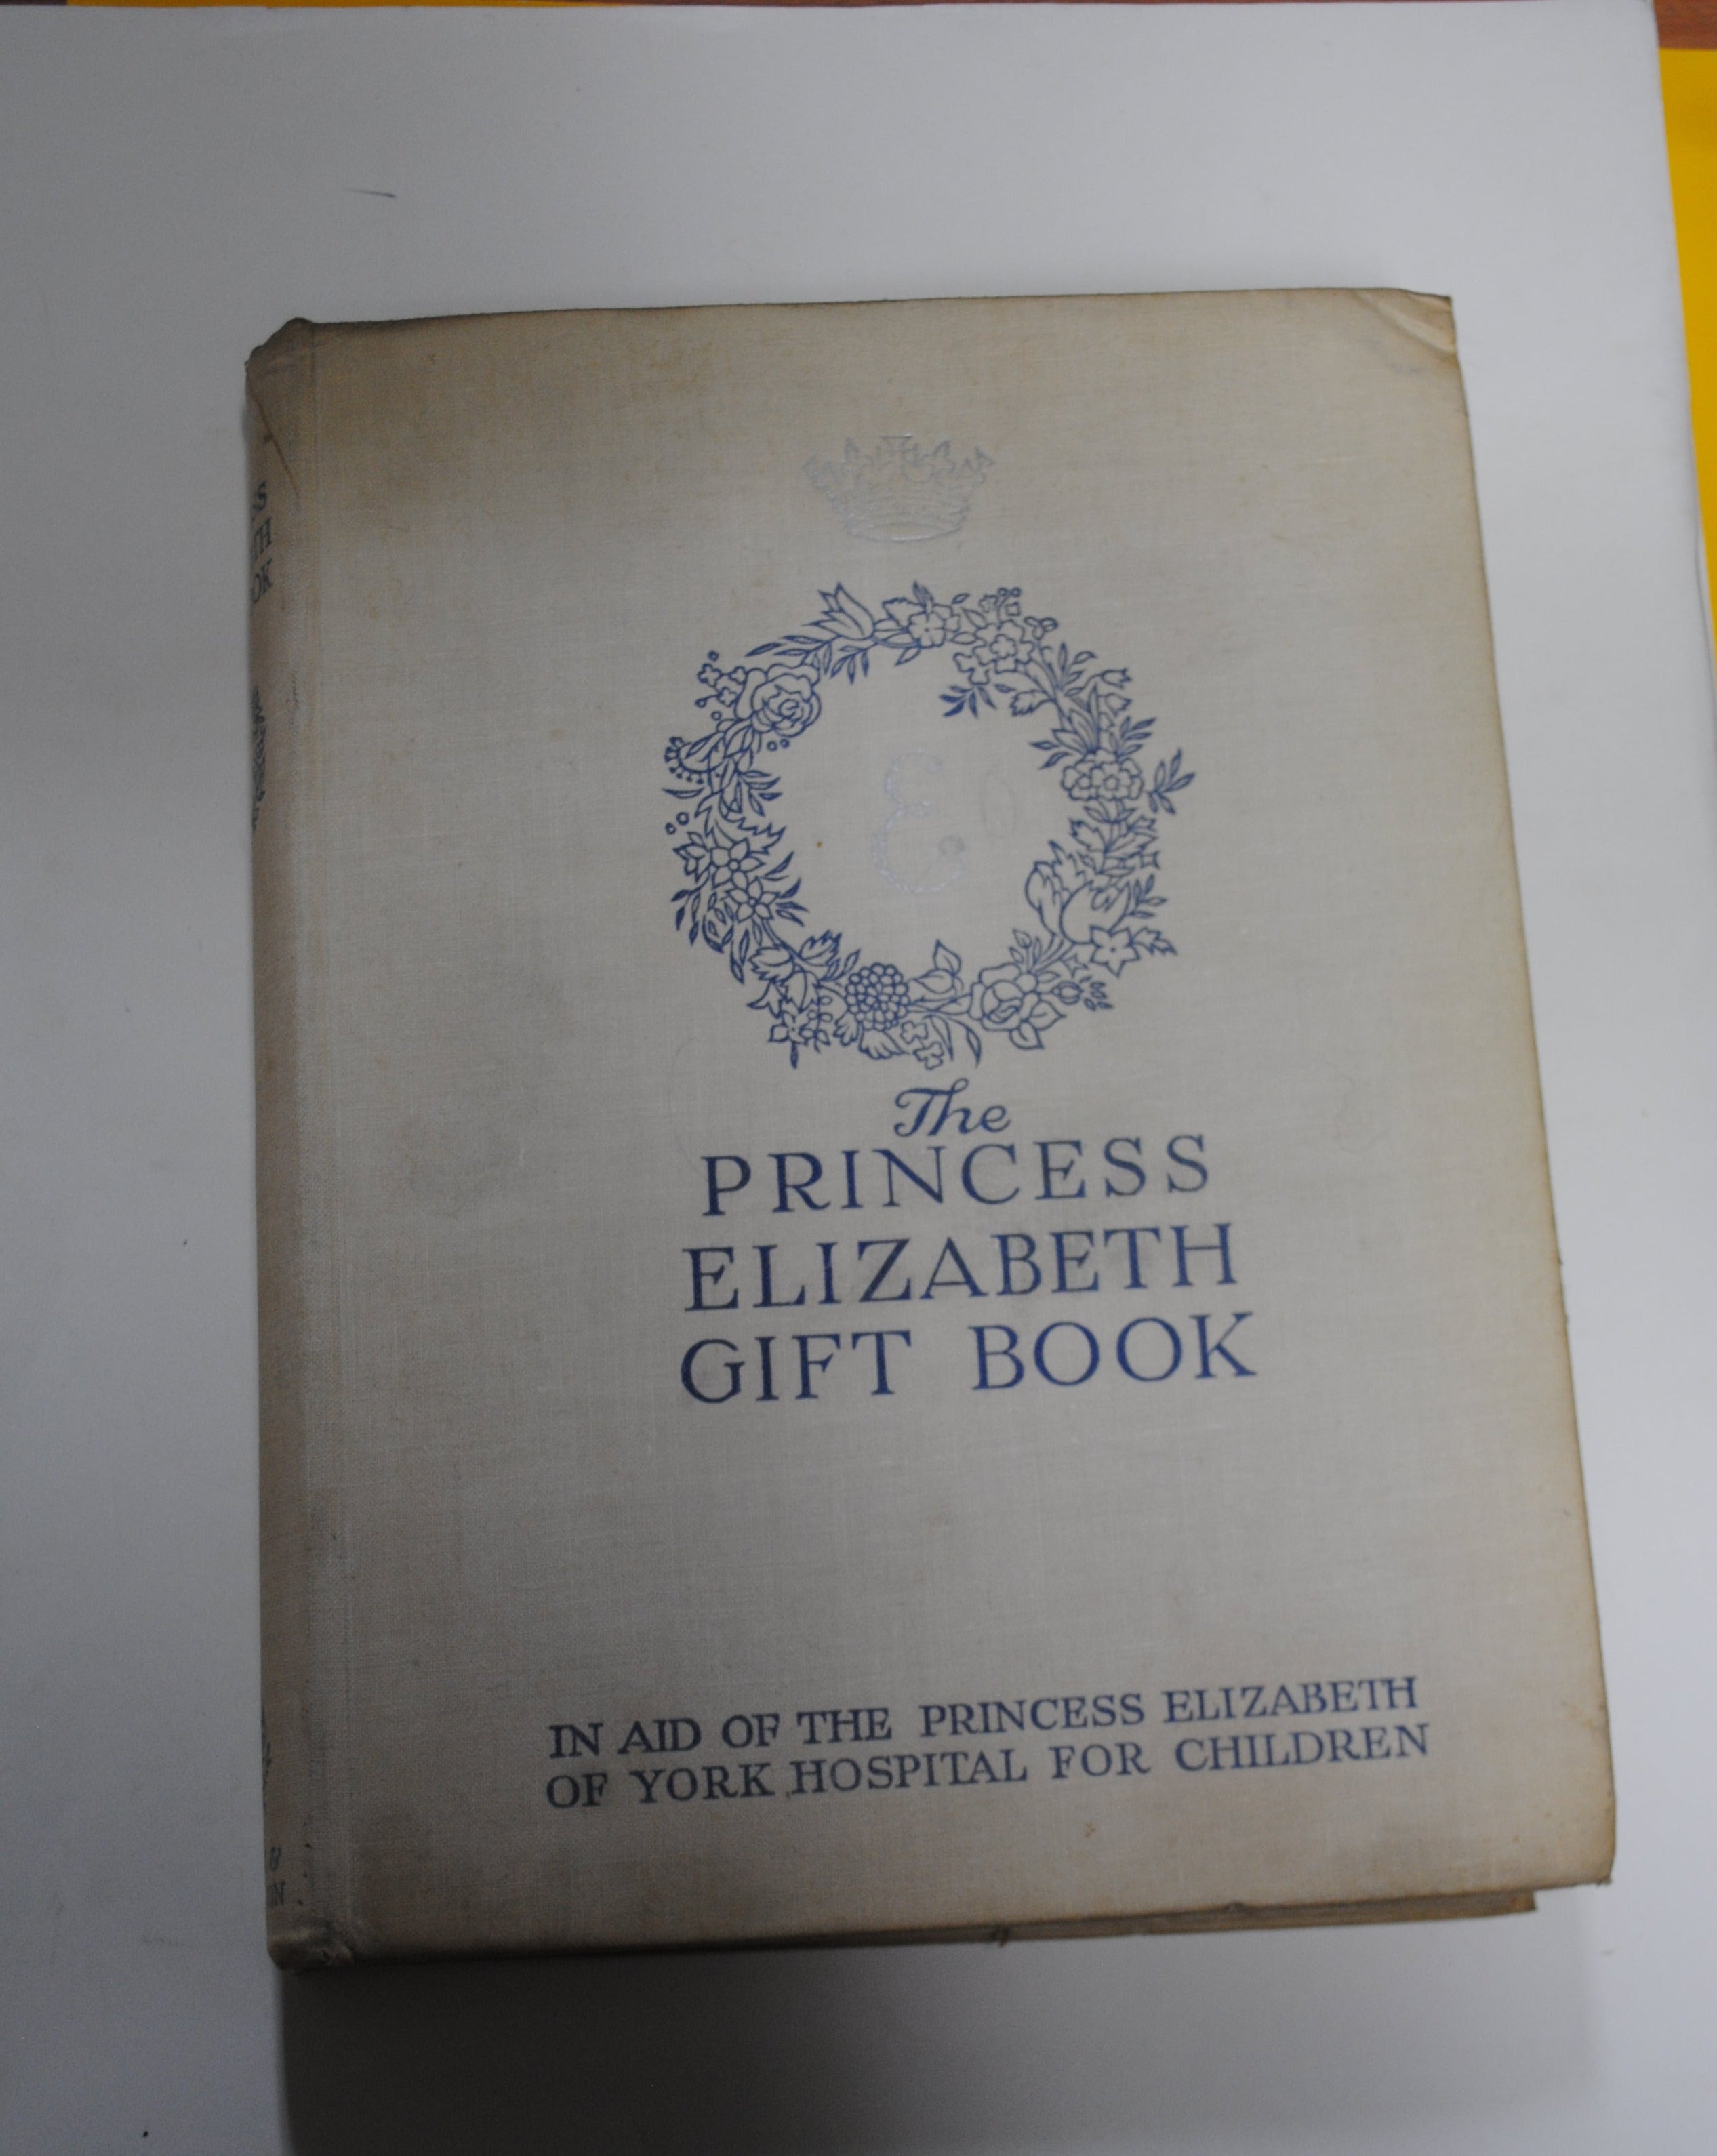 Ɛ
The
PRINCESS
ELIZABETH
GIFT BOOK
IN AID OF THE PRINCESS ELIZABETH
OF YORK HOSPITAL FOR CHILDREN